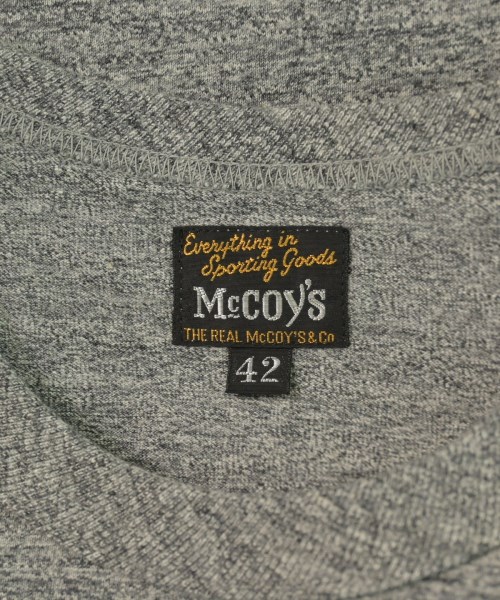 Everything in
Sporting Goods
McCOY'S
THE REAL McCOY'S & Co
42